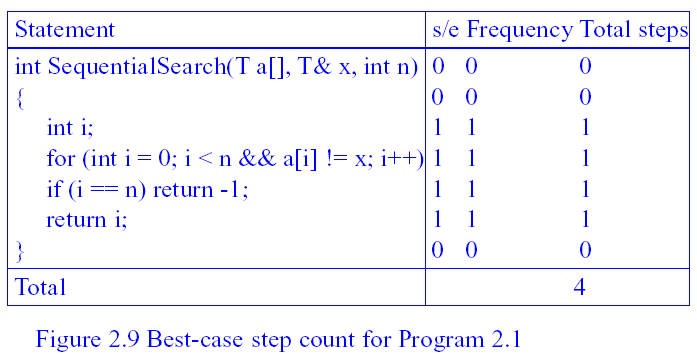 Statement s/e Frequency Total steps
int SequentialSearch(T a[], T& x, int n) 0 0 0
{ 0 0 0
int i; 1 1 1
for (int i = 0; i < n && a[i] != x; i++) 1 1 1
if (i == n) return -1; 1 1 1
return i; 1 1 1
} 0 0 0
Total 4
Figure 2.9 Best-case step count for Program 2.1